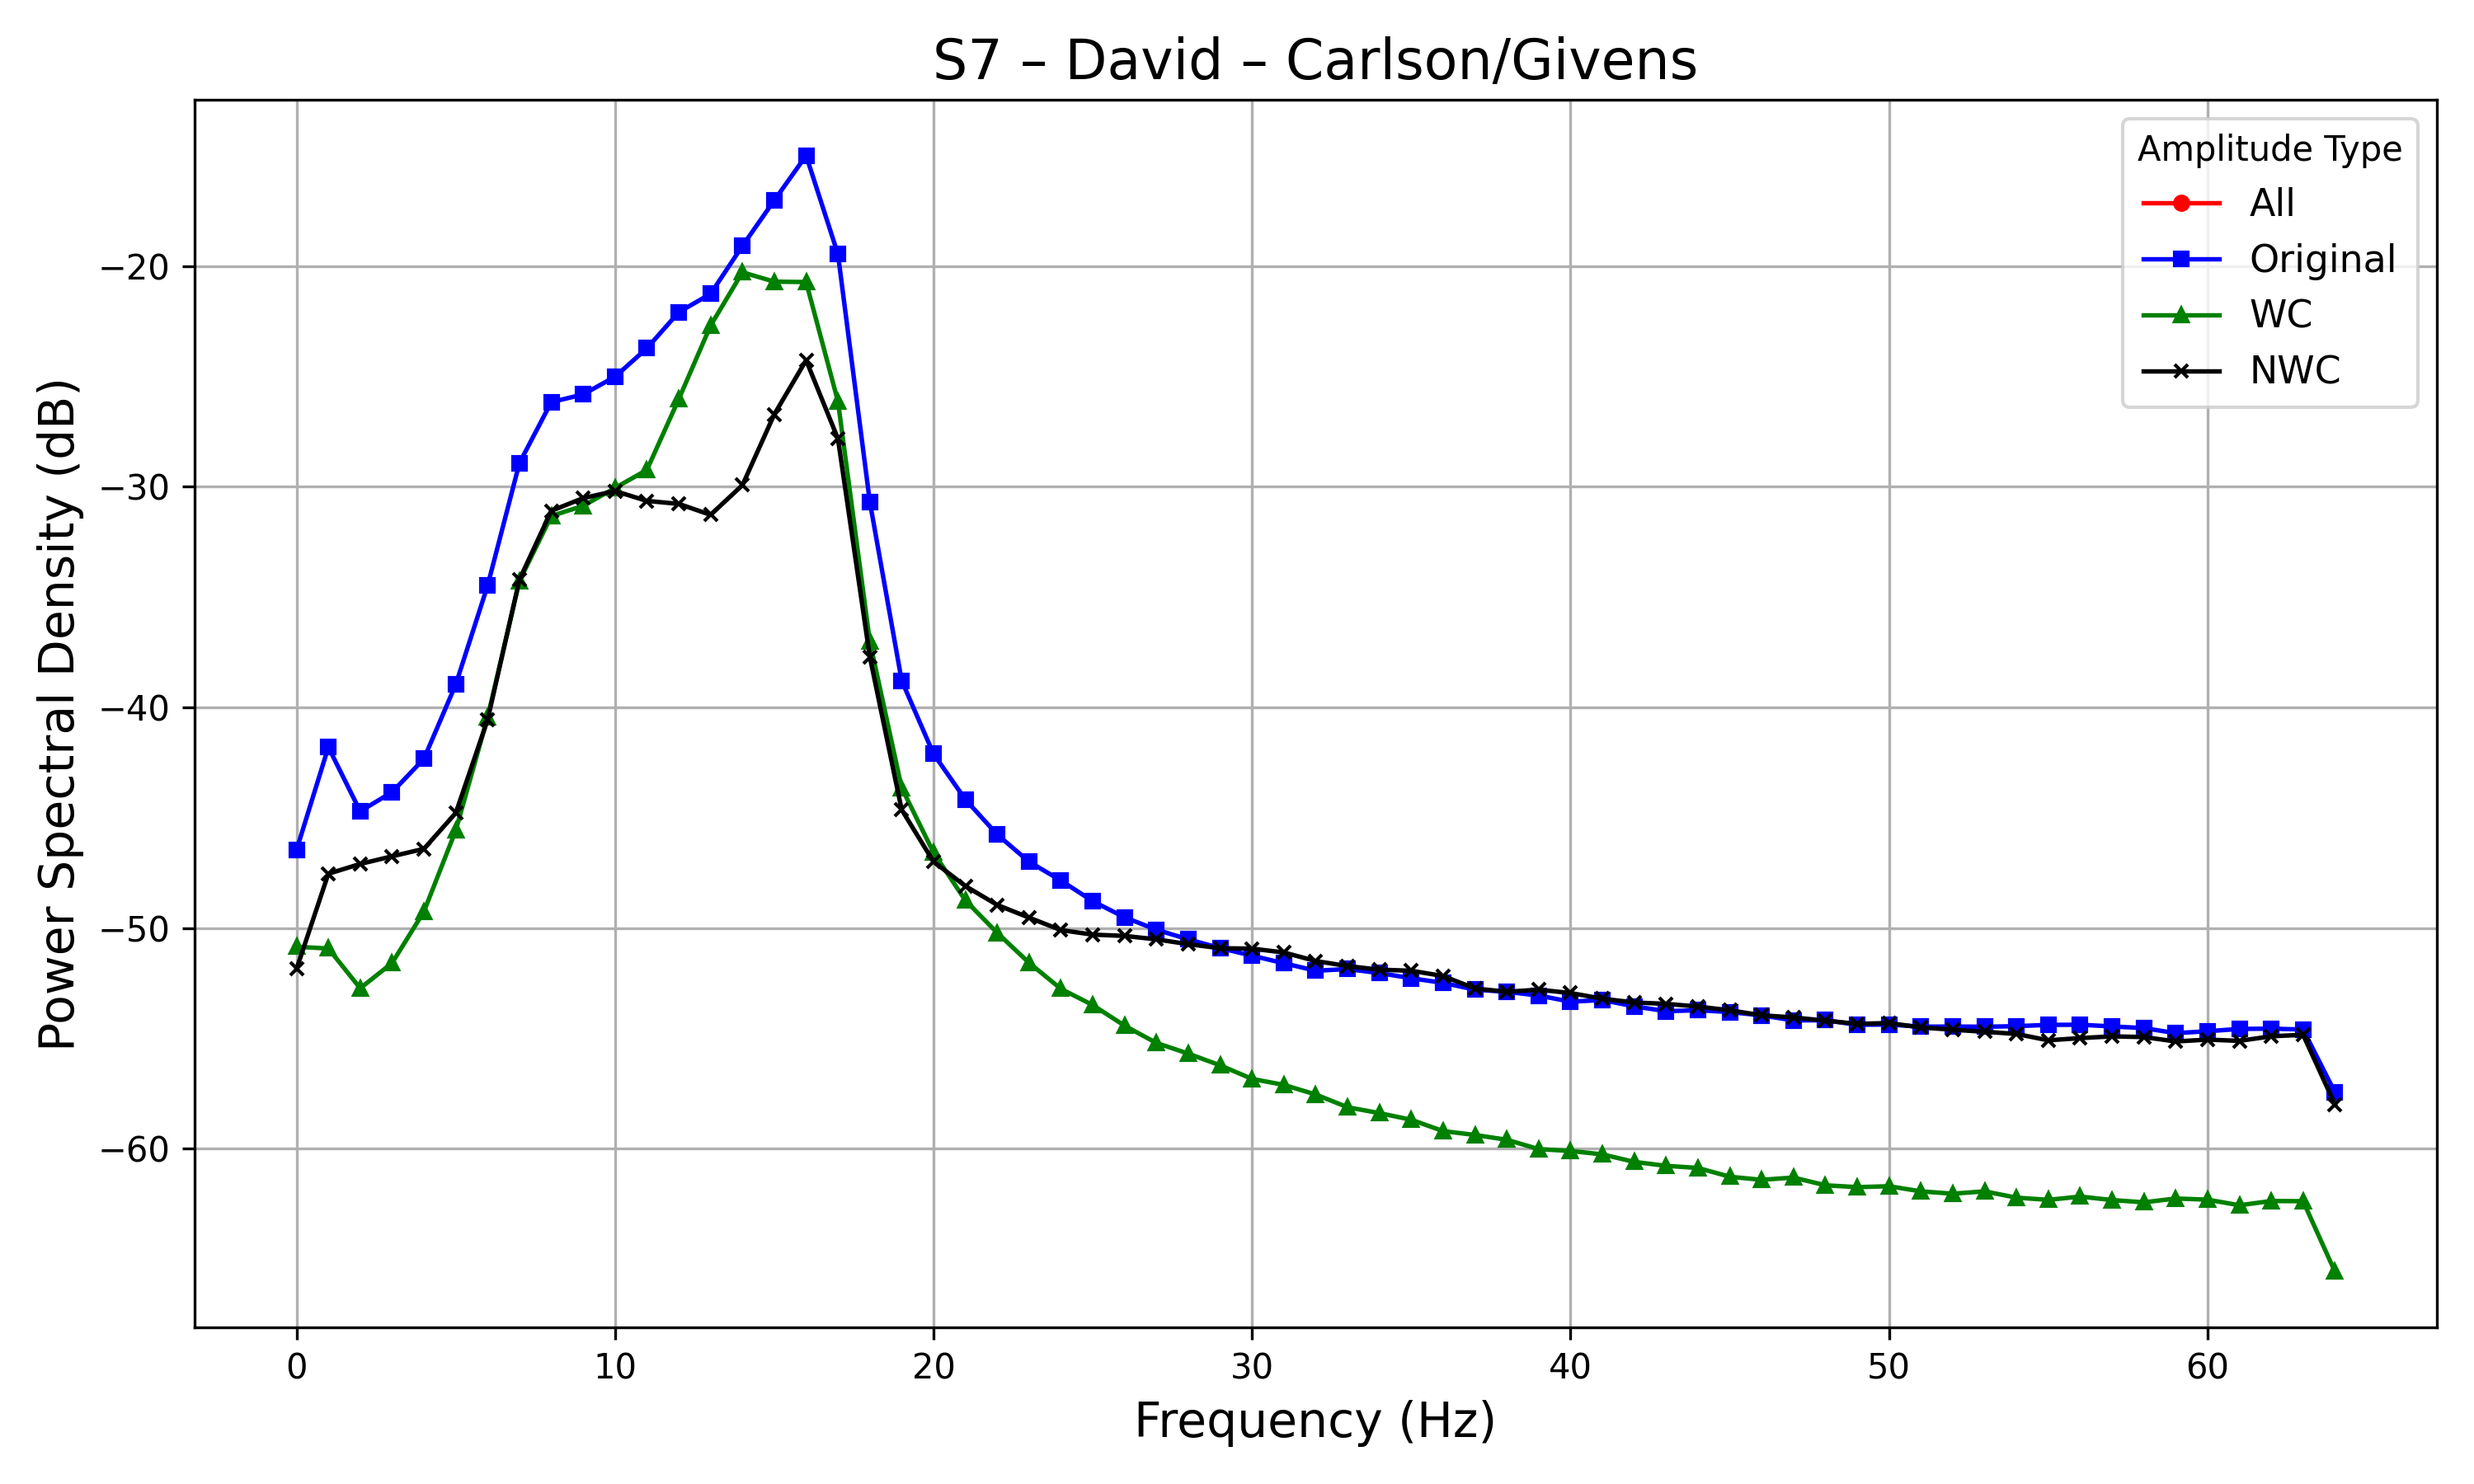 S7 – David – Carlson/Givens
Amplitude Type
All
Original
WC
NWC
Power Spectral Density (dB)
−20
−30
−40
−50
−60
0 10 20 30 40 50 60
Frequency (Hz)